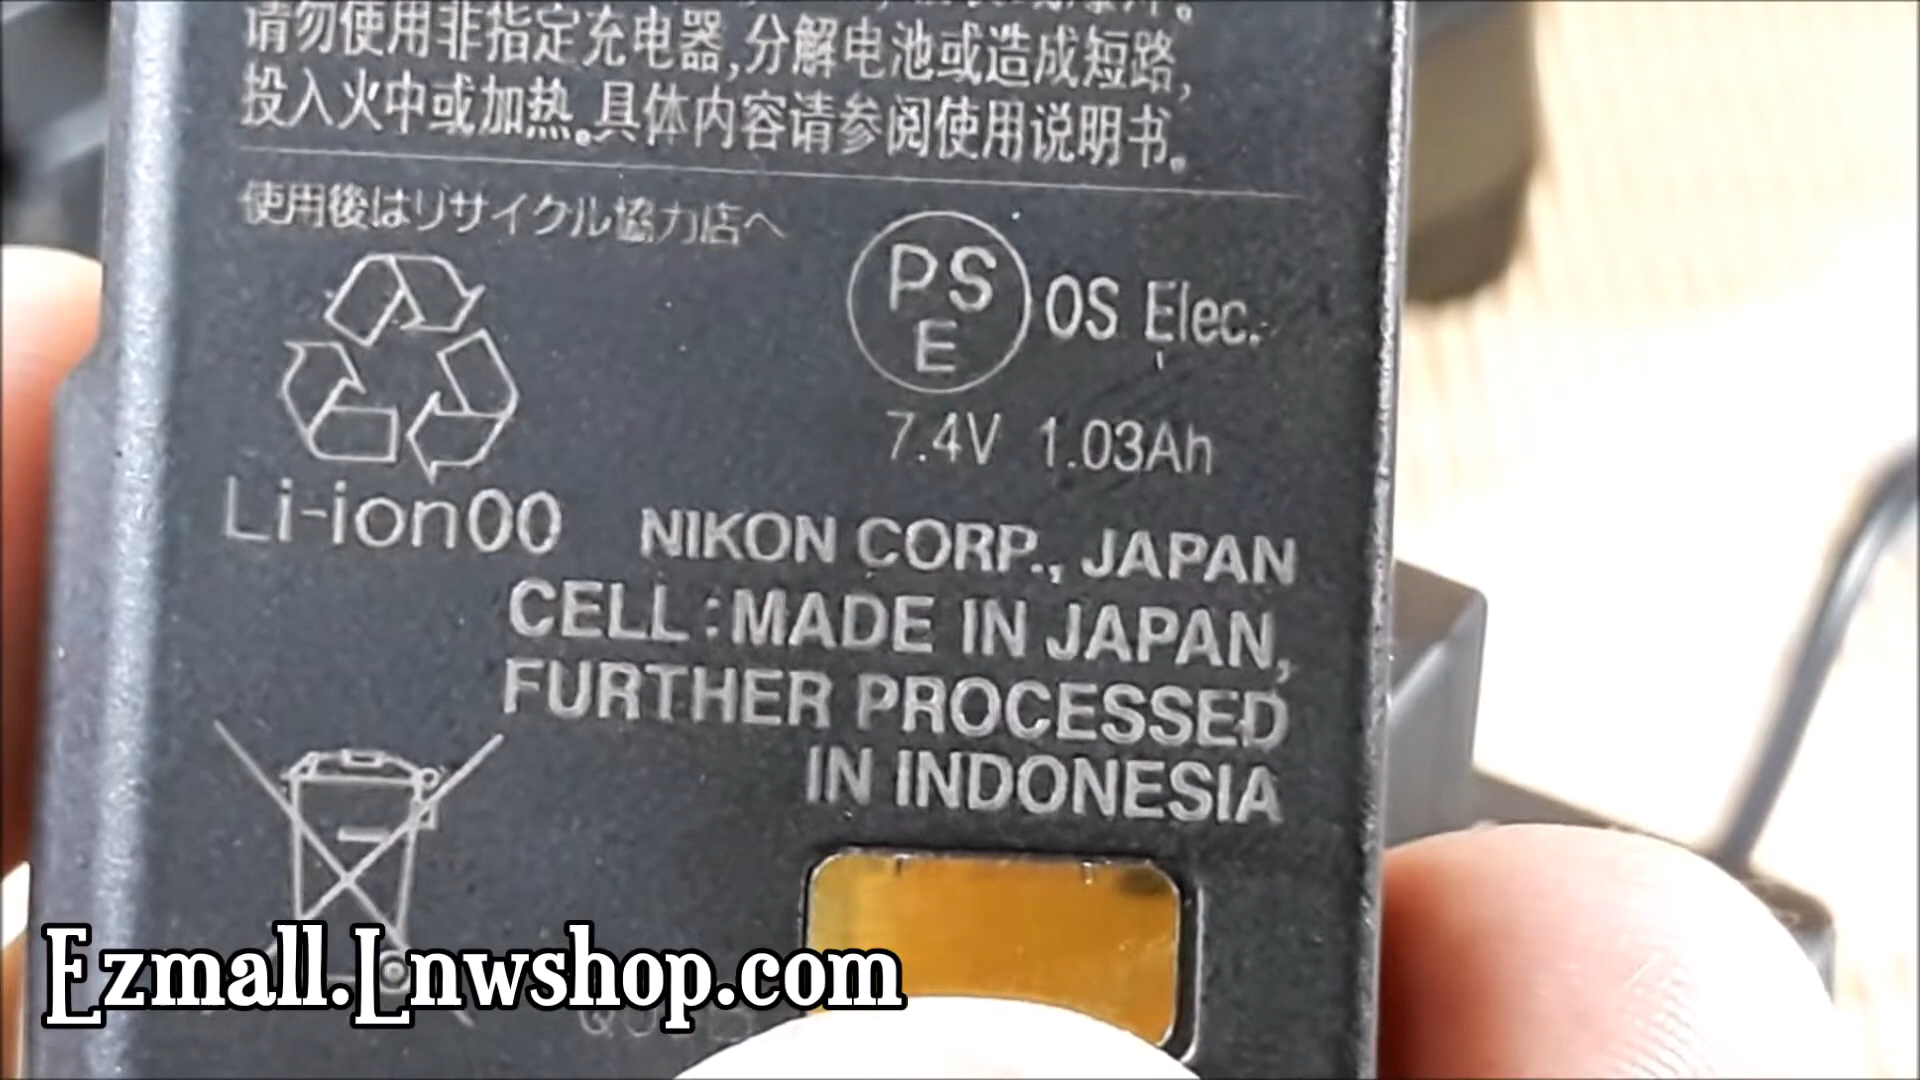 请勿使用非指定充电器,分解电池或造成短路,
投入火中或加热。具体内容请参阅使用说明书。
使用後はリサイクル協力店へ
PS
E
OS Elec.
7.4V 1.03Ah
Li-ion00
NIKON CORP., JAPAN
CELL:MADE IN JAPAN,
FURTHER PROCESSED
IN INDONESIA
Ezmall.Lnwshop.com